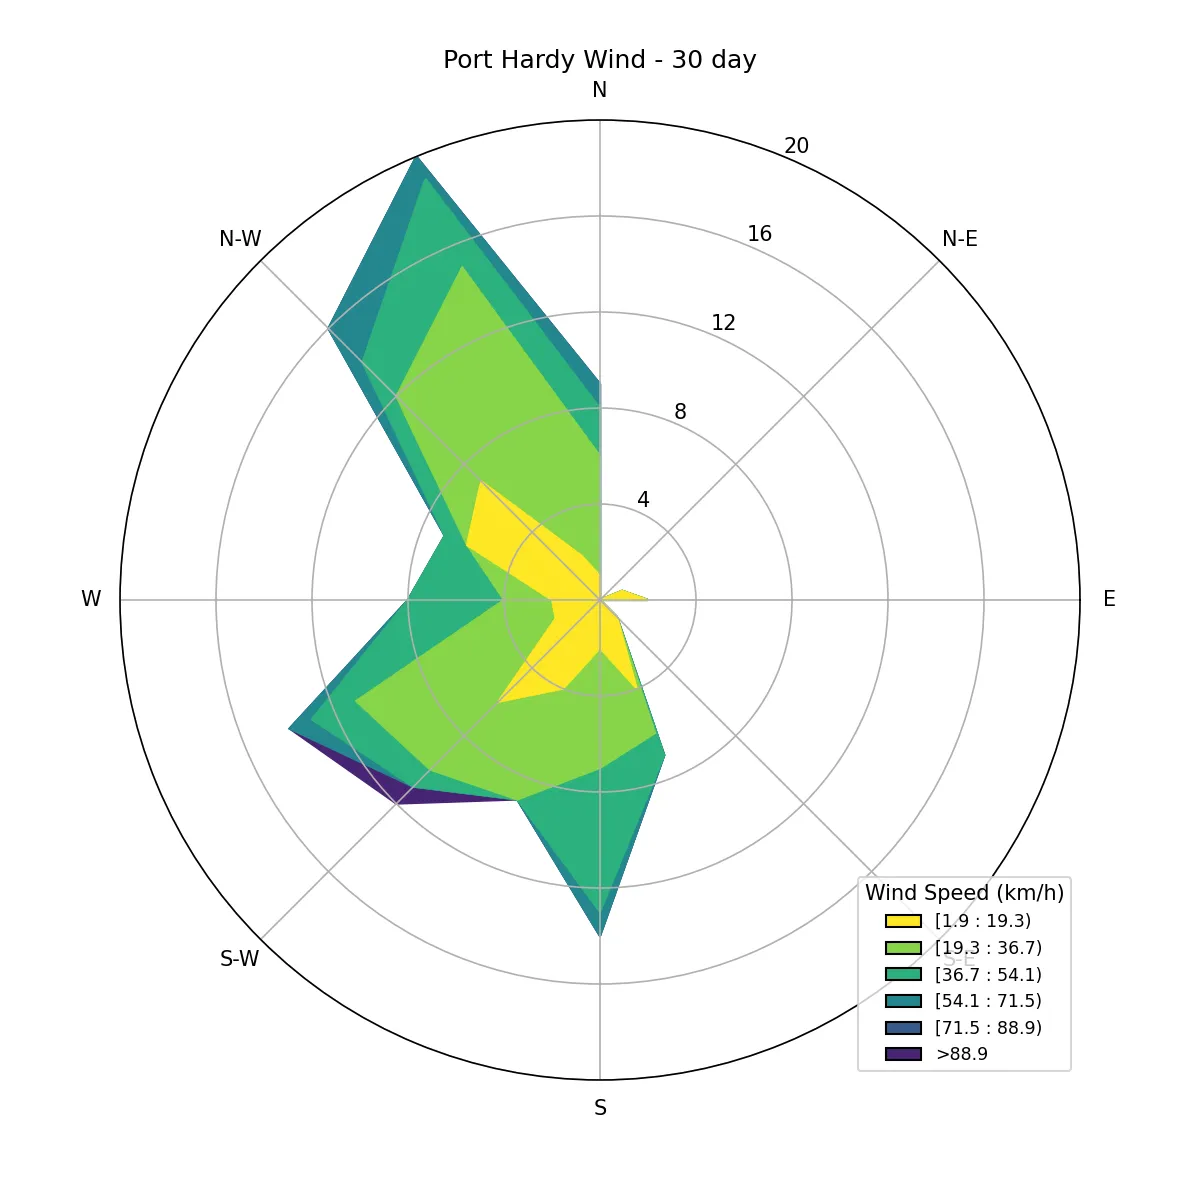 Port Hardy Wind - 30 day
N
20
N-W
16
N-E
12
8
4
W
E
S-W
S-E
Wind Speed (km/h)
[1.9 : 19.3)
[19.3 : 36.7)
[36.7 : 54.1)
[54.1 : 71.5)
[71.5 : 88.9)
>88.9
S